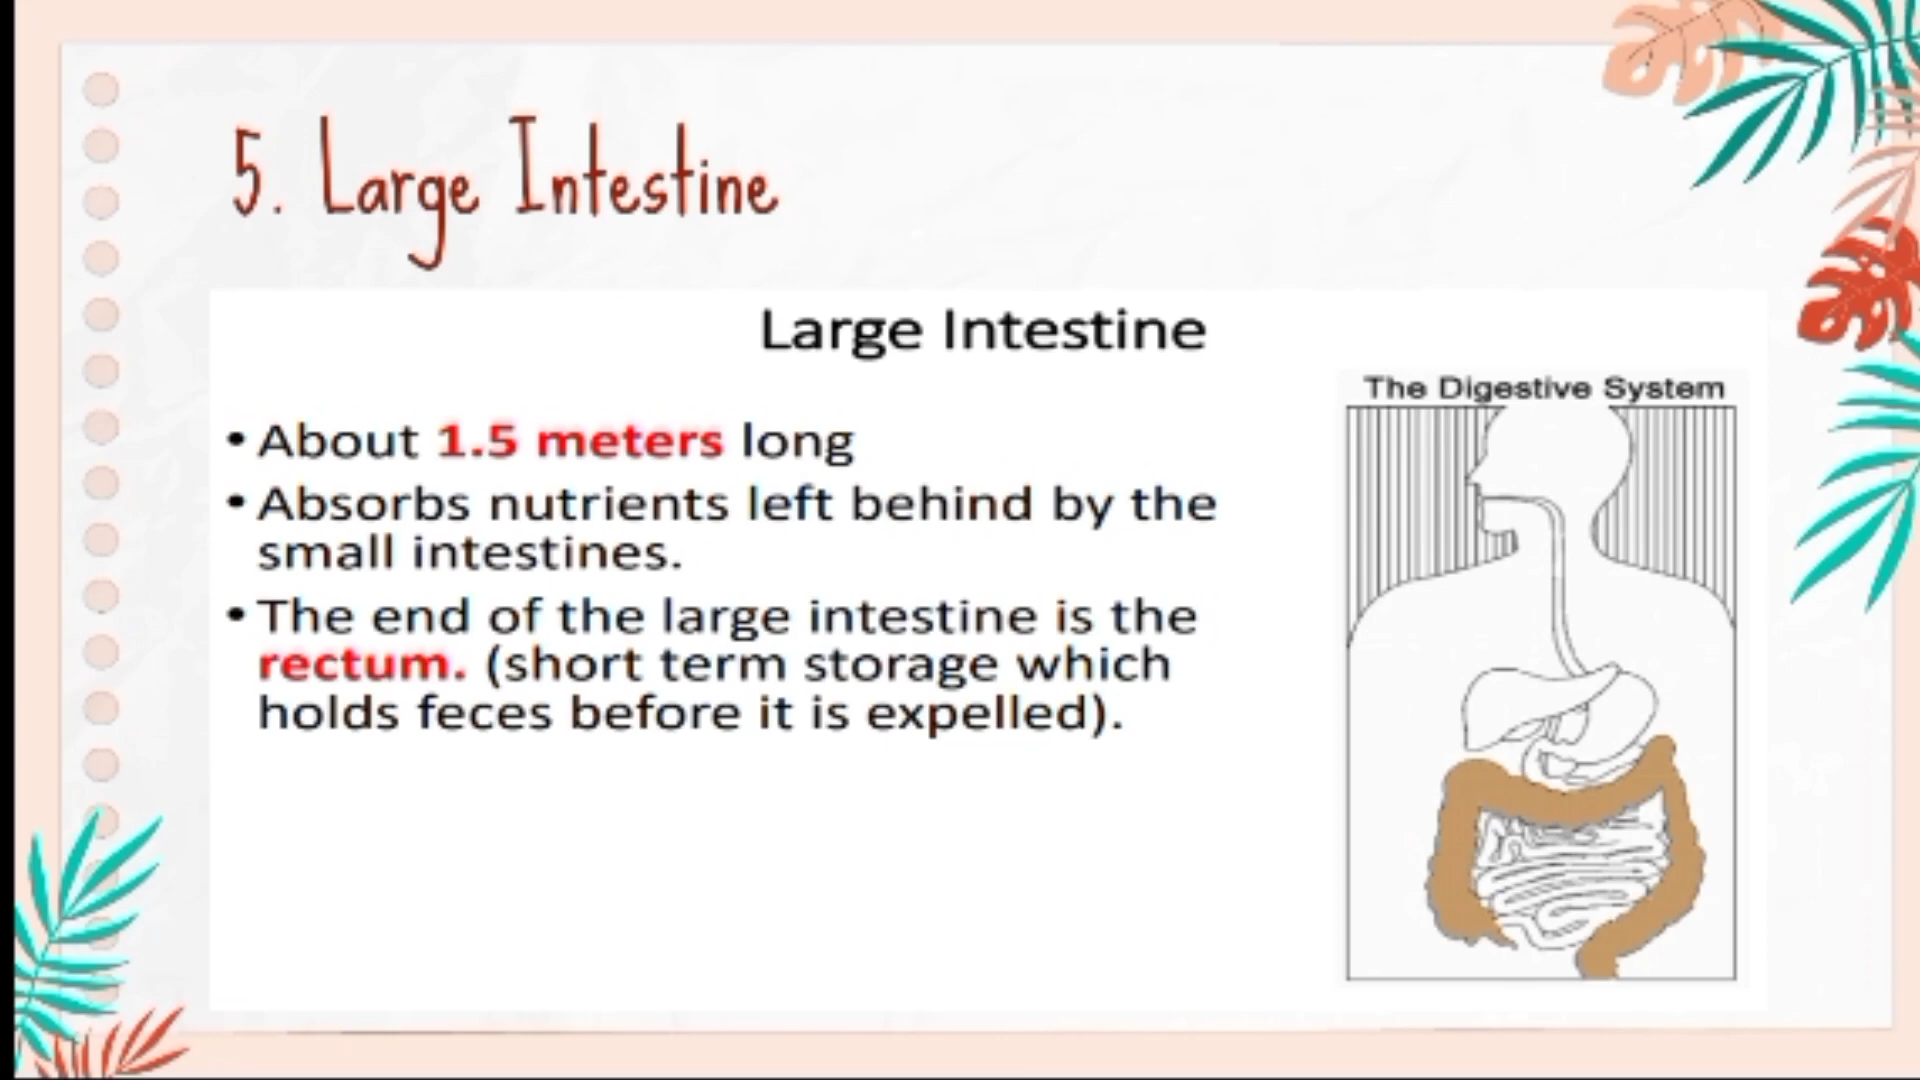 5. Large Intestine
Large Intestine
• About 1.5 meters long
• Absorbs nutrients left behind by the
small intestines.
• The end of the large intestine is the
rectum. (short term storage which
holds feces before it is expelled).
The Digestive System